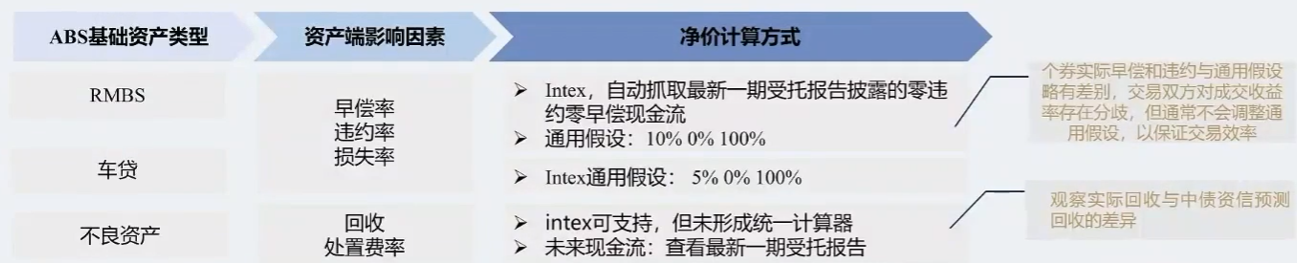 ABS基础资产类型
资产端影响因素
净价计算方式
RMBS
车贷
不良资产
早偿率
违约率
损失率
回收
处置费率
Intex，自动抓取最新一期受托报告披露的零违
约零早偿现金流
通用假设：10% 0% 100%
Intex通用假设： 5% 0% 100%
intex可支持，但未形成统一计算器
未来现金流：查看最新一期受托报告
个券实际早偿和违约与通用假设
略有差别，交易双方对成交收益
率存在分歧，但通常不会调整通
用假设，以保证交易效率
观察实际回收与中债资信预测
回收的差异